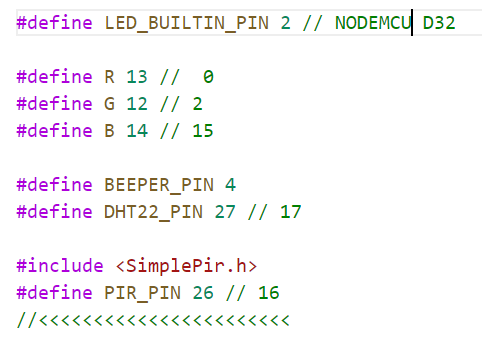 #define LED_BUILTIN_PIN 2 // NODEMCU D32
#define R 13 //  0
#define G 12 // 2
#define B 14 // 15
#define BEEPER_PIN 4
#define DHT22_PIN 27 // 17
#include <SimplePir.h>
#define PIR_PIN 26 // 16
//<<<<<<<<<<<<<<<<<<<<<<<